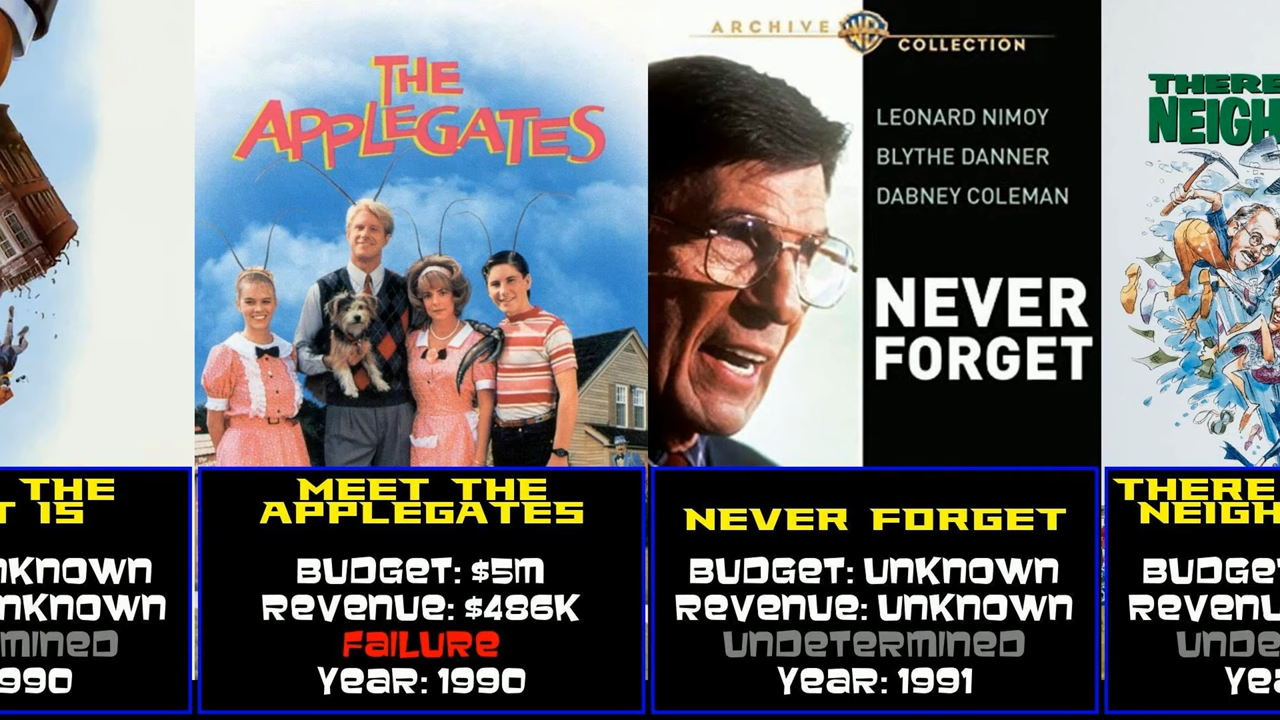 THE
T IS
NKNOWN
NKNOWN
MINED
990
THE
APPLEGATES
MEET THE
APPLEGATES
BUDGET: $5M
REVENUE: $486K
FAILURE
YEAR: 1990
ARCHIVE WB COLLECTION
LEONARD NIMOY
BLYTHE DANNER
DABNEY COLEMAN
NEVER
FORGET
NEVER FORGET
BUDGET: UNKNOWN
REVENUE: UNKNOWN
UNDETERMINED
YEAR: 1991
THERE
NEIGH
THERE
NEIGH
BUDGE
REVENU
UNDE
YEA